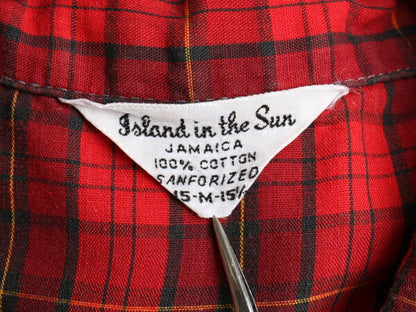 Island in the Sun
JAMAICA
100% COTTON
SANFORIZED
15-M-15½